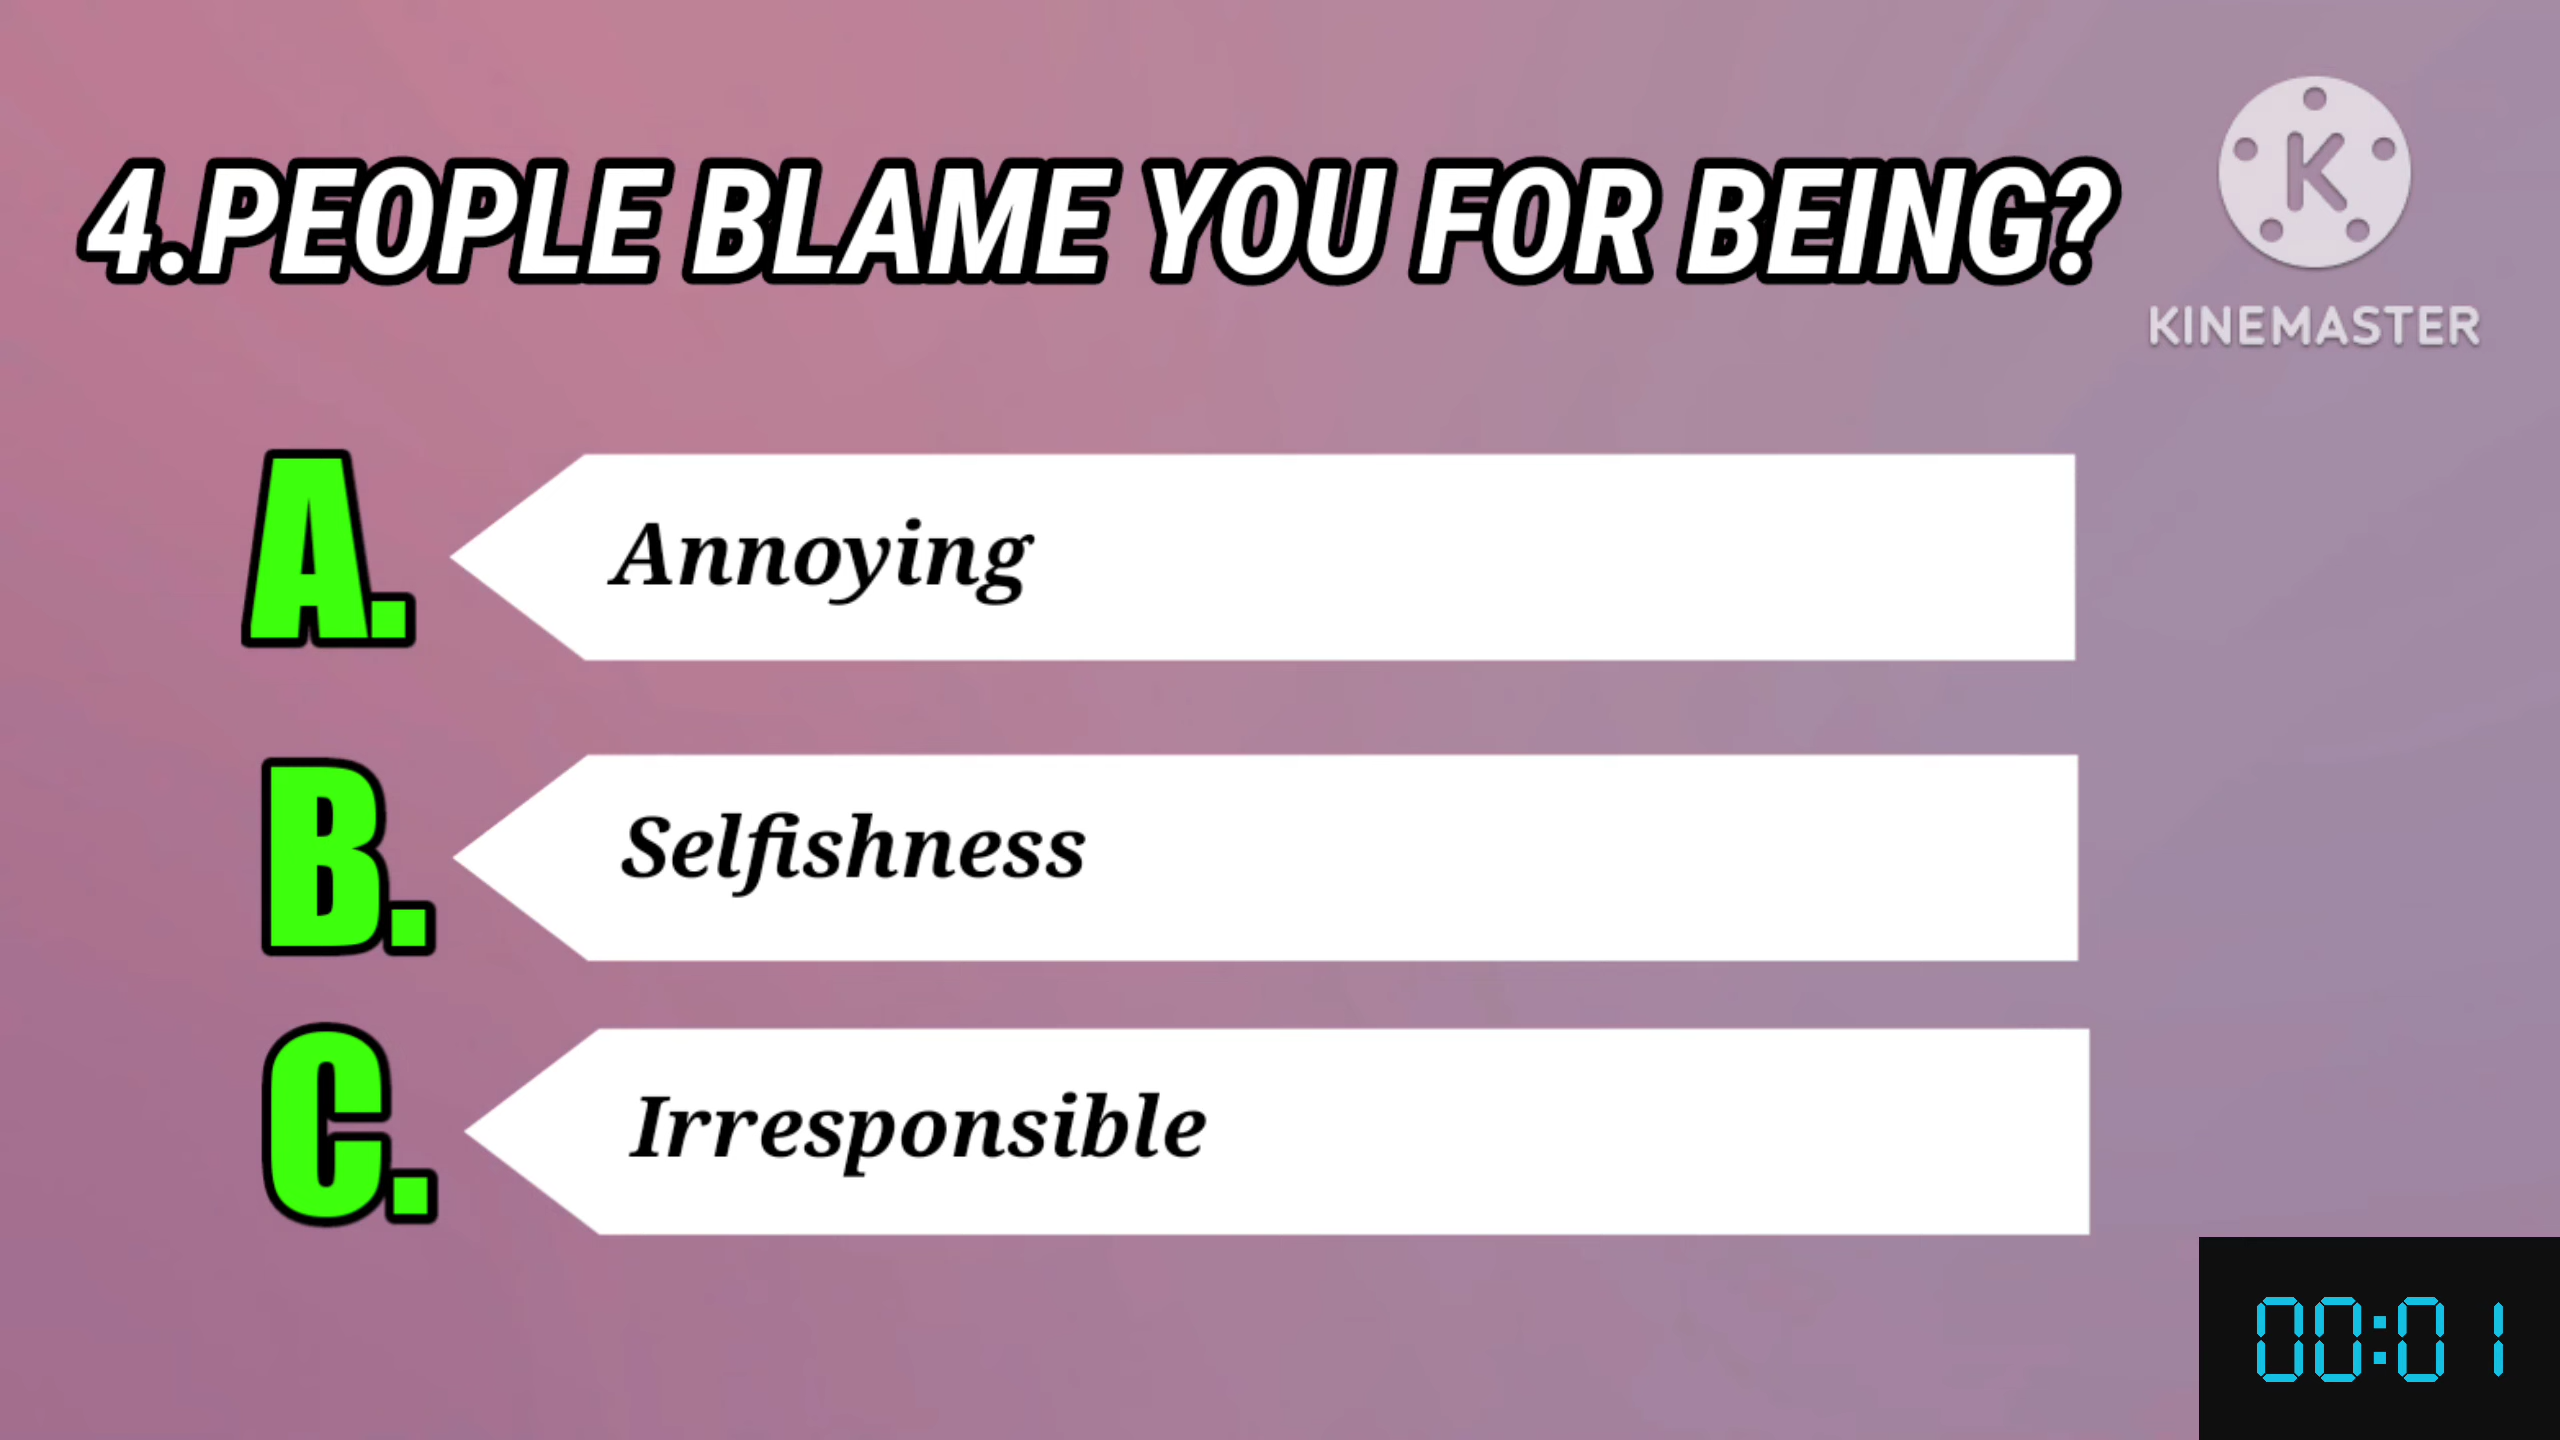 4.PEOPLE BLAME YOU FOR BEING?
K
KINEMASTER
A.
Annoying
B.
Selfishness
C.
Irresponsible
00:01